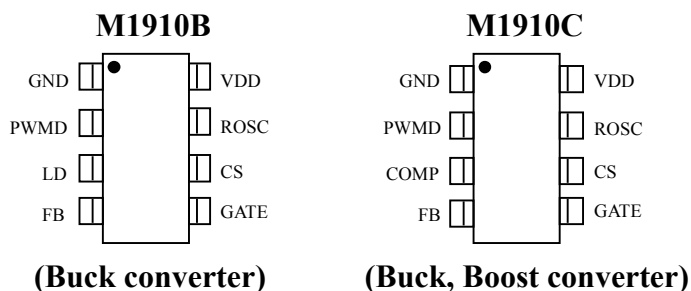 M1910B M1910C
GND VDD GND VDD
PWMD ROSC PWMD ROSC
LD CS COMP CS
FB GATE FB GATE
(Buck converter) (Buck, Boost converter)